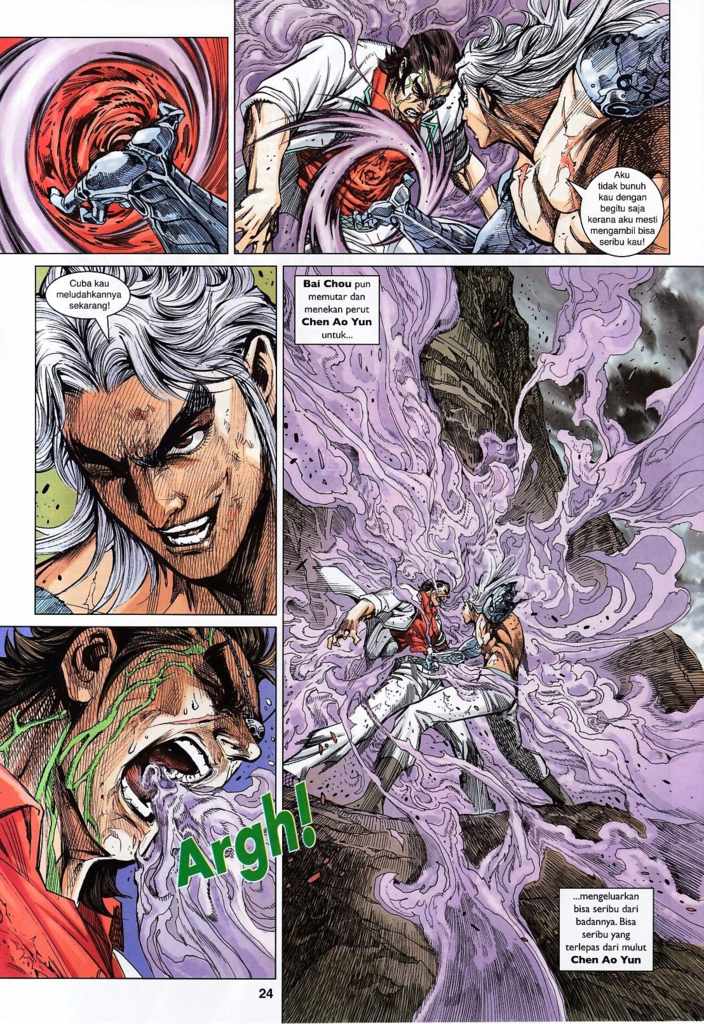 Aku
tidak bunuh
kau dengan
begitu saja
kerana aku mesti
mengambil bisa
seribu kau!
Cuba kau
meludahkannya
sekarang!
Bai Chou pun
memutar dan
menekan perut
Chen Ao Yun
untuk...
Argh!
...mengeluarkan
bisa seribu dari
badannya. Bisa
seribu yang
terlepas dari mulut
Chen Ao Yun
24